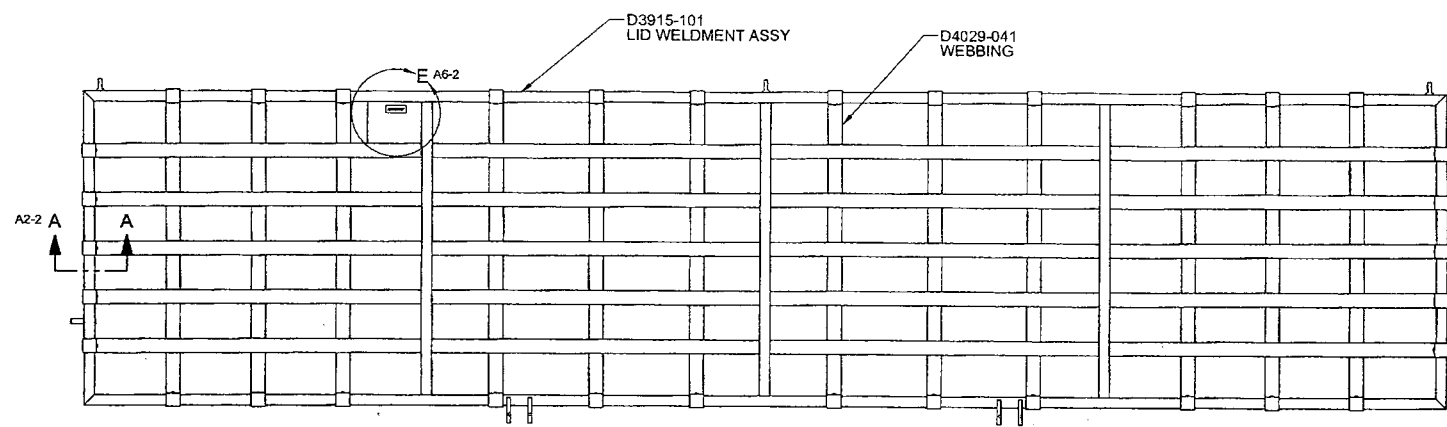 D3915-101
LID WELDMENT ASSY
D4029-041
WEBBING
E A6-2
A2-2 A A